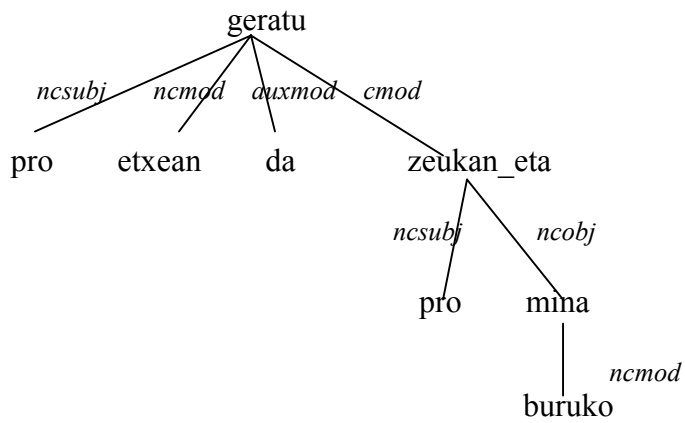 geratu
ncsubj ncmod auxmod cmod
pro etxean da zeukan_eta
ncsubj ncobj
pro mina
ncmod
buruko